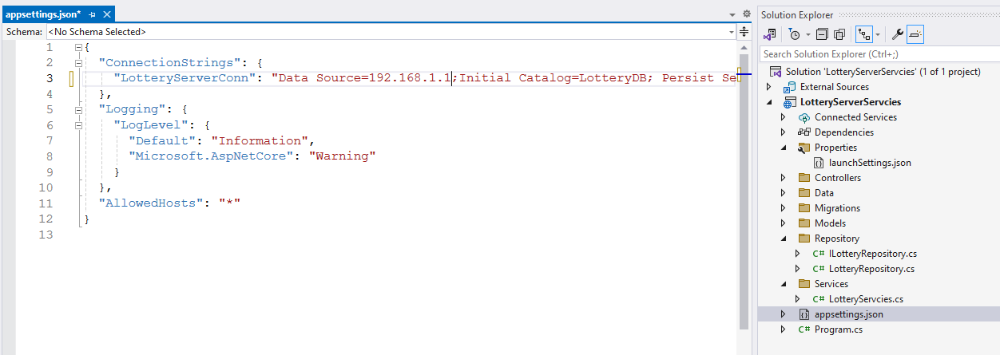 appsettings.json*
Schema: <No Schema Selected>
1 {
2 "ConnectionStrings": {
3 "LotteryServerConn": "Data Source=192.168.1.1;Initial Catalog=LotteryDB; Persist Se
4 },
5 "Logging": {
6 "LogLevel": {
7 "Default": "Information",
8 "Microsoft.AspNetCore": "Warning"
9 }
10 },
11 "AllowedHosts": "*"
12 }
13
Solution Explorer
Search Solution Explorer (Ctrl+;)
Solution 'LotteryServerServcies' (1 of 1 project)
External Sources
LotteryServerServcies
Connected Services
Dependencies
Properties
launchSettings.json
Controllers
Data
Migrations
Models
Repository
C# ILotteryRepository.cs
C# LotteryRepository.cs
Services
C# LotteryServcies.cs
appsettings.json
C# Program.cs